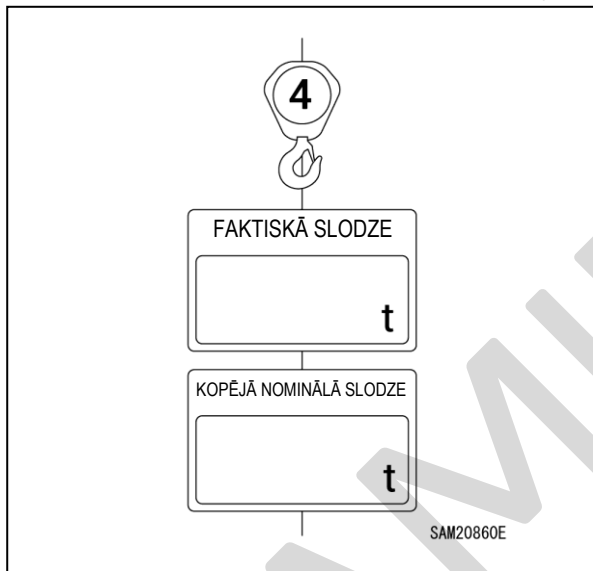 4
FAKTISKĀ SLODZE
t
KOPĒJĀ NOMINĀLĀ SLODZE
t
SAM20860E